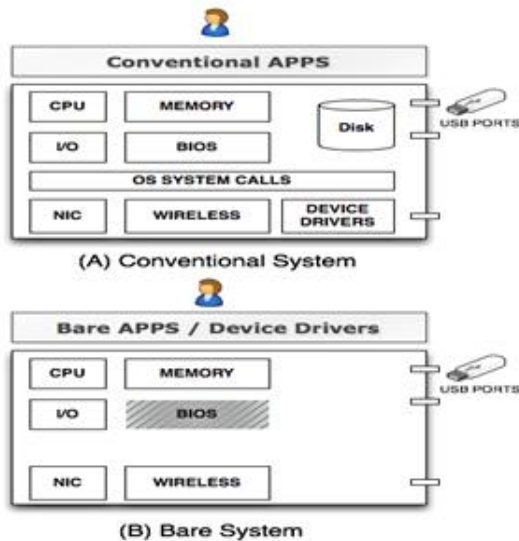 Conventional APPS
CPU
MEMORY
Disk
USB PORTS
I/O
BIOS
OS SYSTEM CALLS
NIC
WIRELESS
DEVICE
DRIVERS
(A) Conventional System
Bare APPS / Device Drivers
CPU
MEMORY
USB PORTS
I/O
BIOS
NIC
WIRELESS
(B) Bare System